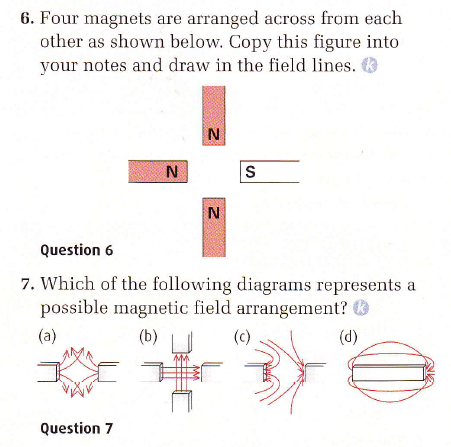 6. Four magnets are arranged across from each
other as shown below. Copy this figure into
your notes and draw in the field lines. k
N
N S
N
Question 6
7. Which of the following diagrams represents a
possible magnetic field arrangement? k
(a) (b) (c) (d)
Question 7